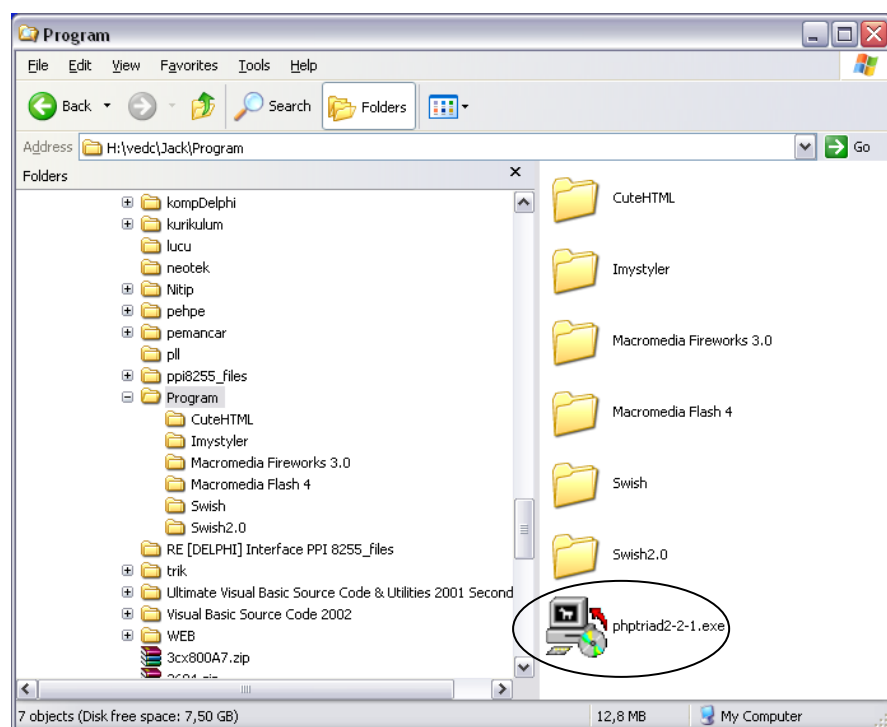 Program
File Edit View Favorites Tools Help
Back Search Folders
Address H:\vedc\Jack\Program Go
Folders x
kompDelphi
kurikulum
lucu
neotek
Nitip
pehpe
pemancar
pll
ppi8255_files
Program
CuteHTML
Imystyler
Macromedia Fireworks 3.0
Macromedia Flash 4
Swish
Swish2.0
RE [DELPHI] Interface PPI 8255_files
trik
Ultimate Visual Basic Source Code & Utilities 2001 Second
Visual Basic Source Code 2002
WEB
3cx800A7.zip
CuteHTML
Imystyler
Macromedia Fireworks 3.0
Macromedia Flash 4
Swish
Swish2.0
phptriad2-2-1.exe
7 objects (Disk free space: 7,50 GB) 12,8 MB My Computer